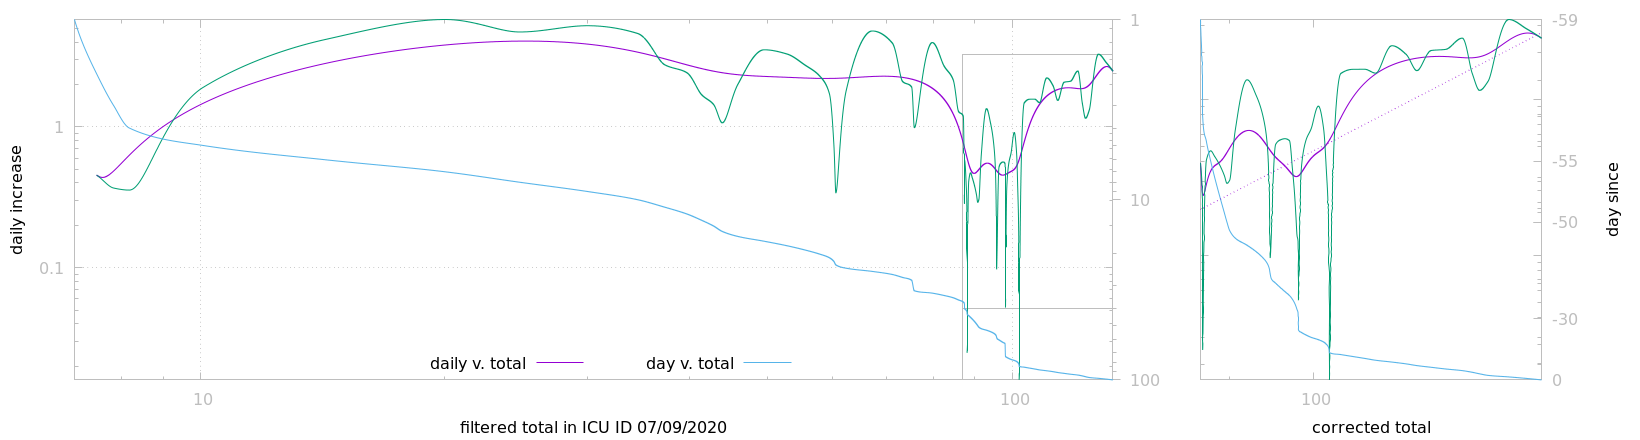 1
-59
1
10
-55
-50
0.1
-30
100
0
10
100
100
daily increase
day since
daily v. total
day v. total
filtered total in ICU ID 07/09/2020
corrected total